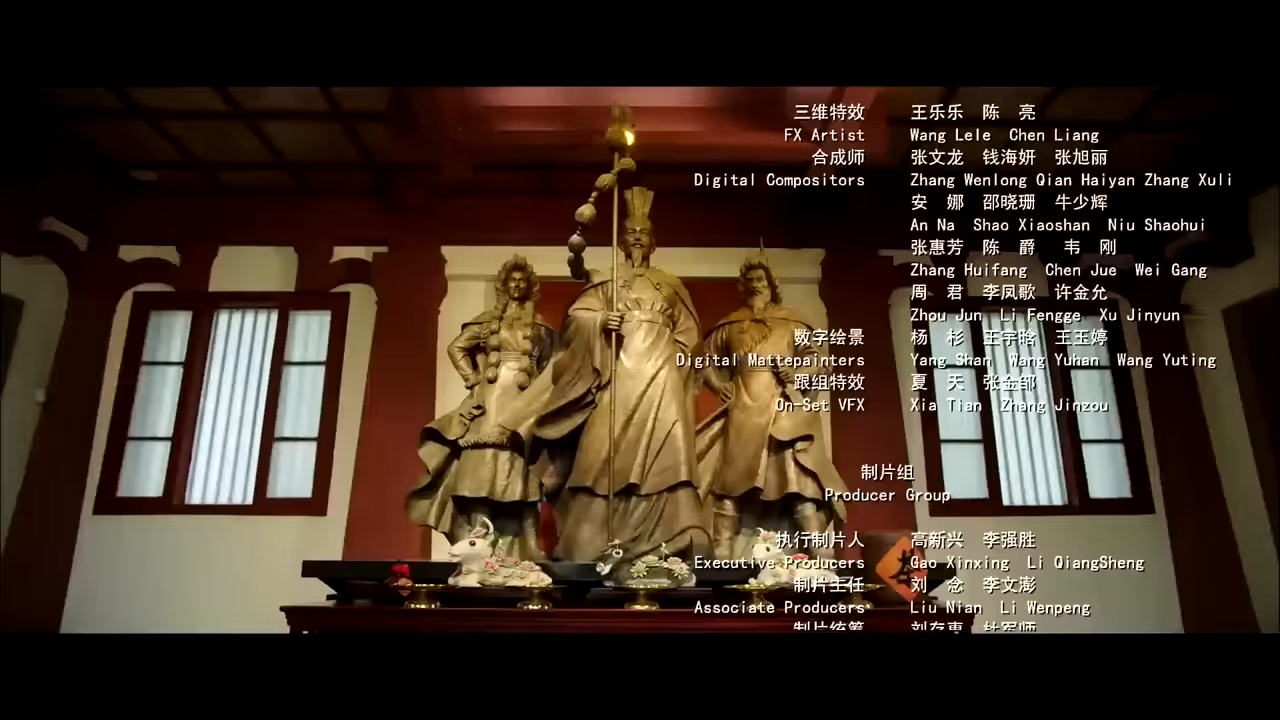 三维特效 王乐乐 陈 亮
FX Artist Wang Lele Chen Liang
合成师 张文龙 钱海妍 张旭丽
Digital Compositors Zhang Wenlong Qian Haiyan Zhang Xuli
安 娜 邵晓珊 牛少辉
An Na Shao Xiaoshan Niu Shaohui
张惠芳 陈 爵 韦 刚
Zhang Huifang Chen Jue Wei Gang
周 君 李凤歌 许金允
Zhou Jun Li Fengge Xu Jinyun
数字绘景 杨 杉 王宇晗 王玉婷
Digital Mattepainters Yang Shan Wang Yuhan Wang Yuting
跟组特效 夏 天 张金邹
On-Set VFX Xia Tian Zhang Jinzou
制片组
Producer Group
执行制片人 高新兴 李强胜
Executive Producers Gao Xinxing Li QiangSheng
制片主任 刘 念 李文澎
Associate Producers Liu Nian Li Wenpeng